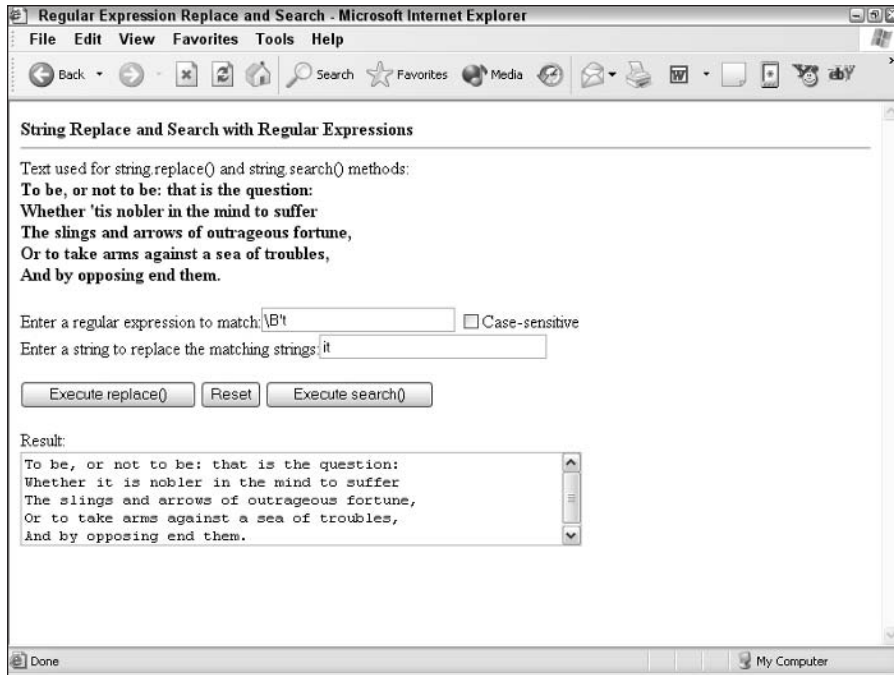 Regular Expression Replace and Search - Microsoft Internet Explorer
File Edit View Favorites Tools Help
Back Search Favorites Media
String Replace and Search with Regular Expressions
Text used for string.replace() and string.search() methods:
To be, or not to be: that is the question:
Whether 'tis nobler in the mind to suffer
The slings and arrows of outrageous fortune,
Or to take arms against a sea of troubles,
And by opposing end them.
Enter a regular expression to match: \B't Case-sensitive
Enter a string to replace the matching strings: it
Execute replace() Reset Execute search()
Result:
To be, or not to be: that is the question:
Whether it is nobler in the mind to suffer
The slings and arrows of outrageous fortune,
Or to take arms against a sea of troubles,
And by opposing end them.
Done My Computer